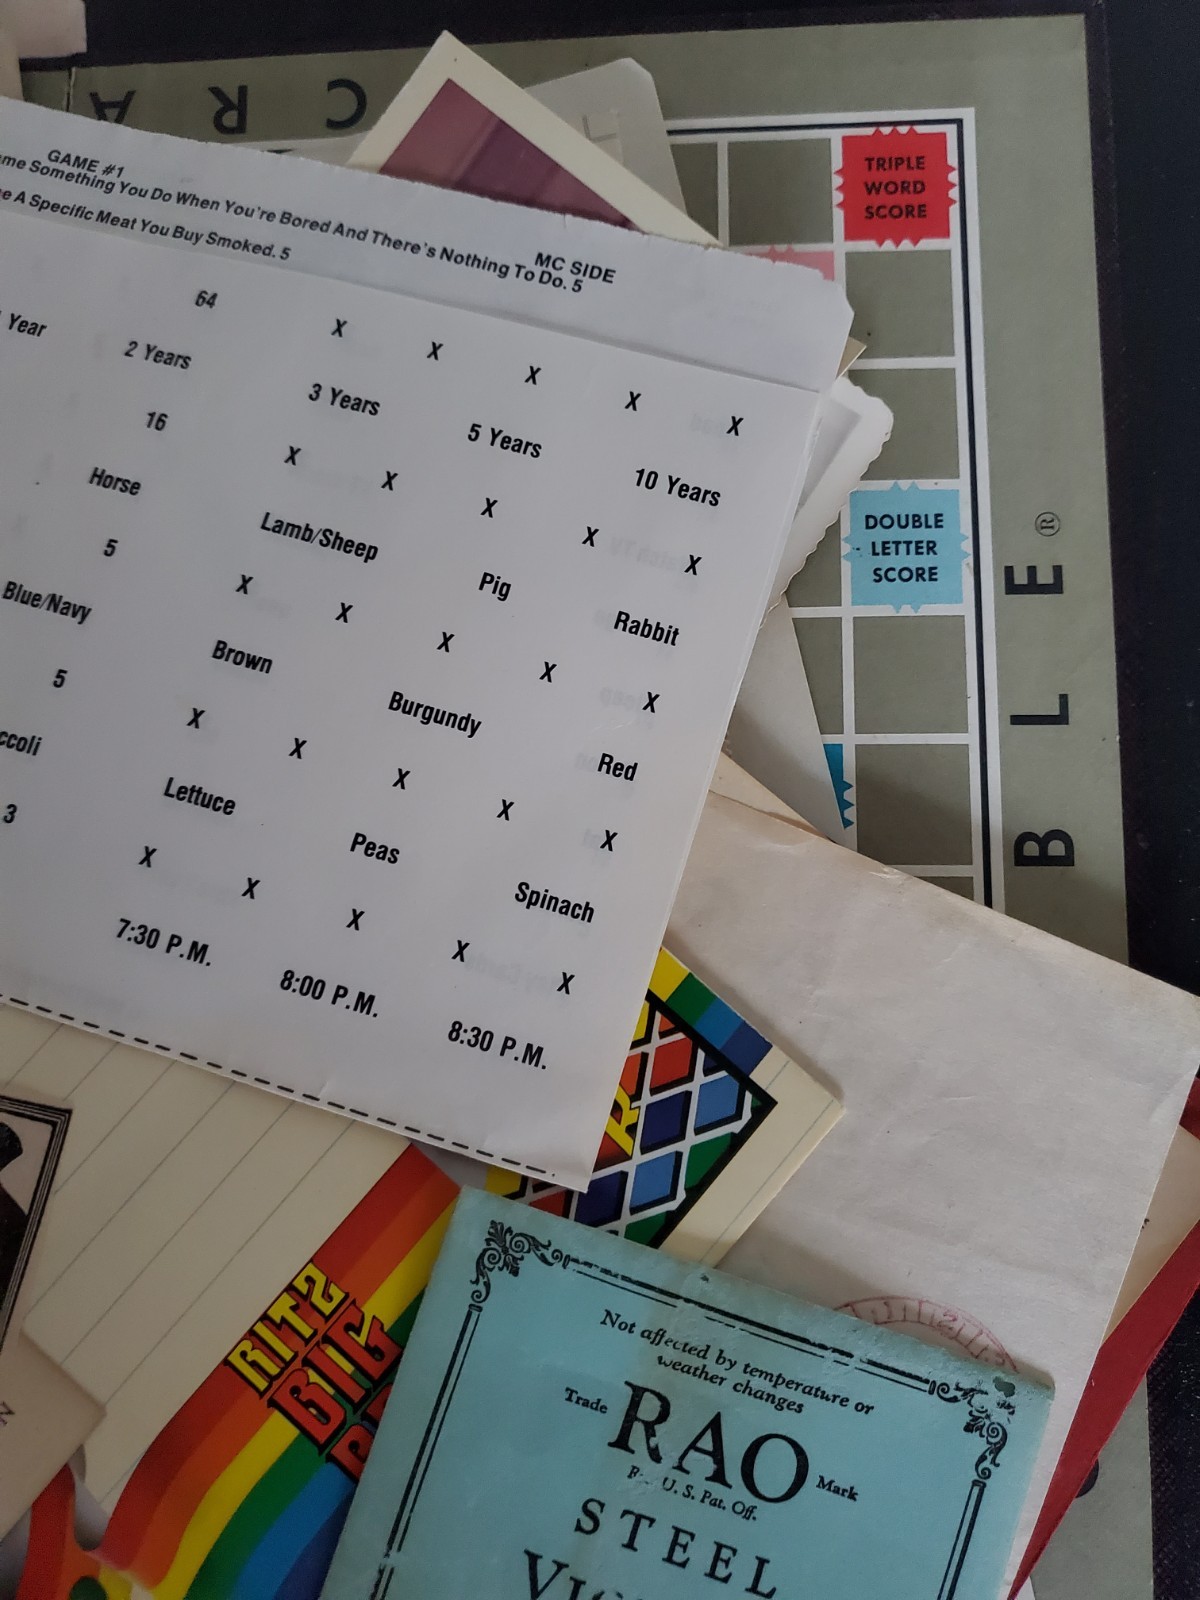 C R A
B L E ®
TRIPLE
WORD
SCORE
DOUBLE
LETTER
SCORE
GAME #1
MC SIDE
Something You Do When You're Bored And There's Nothing To Do. 5
A Specific Meat You Buy Smoked. 5
64 X X X X X
Year 2 Years 3 Years 5 Years 10 Years
16 X X X X X
Horse Lamb/Sheep Pig Rabbit
5 X X X X X
Blue/Navy Brown Burgundy Red
5 X X X X X
ccoli Lettuce Peas Spinach
3 X X X X X
7:30 P.M. 8:00 P.M. 8:30 P.M.
RITZ
BIG
Not affected by temperature or
weather changes
Trade RAO Mark
U. S. Pat. Off.
STEEL